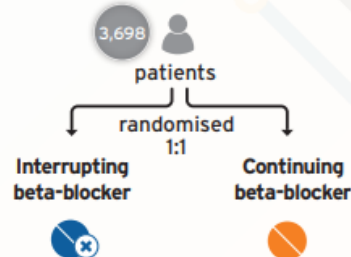 3,698
patients
randomised
1:1
Interrupting
beta-blocker
Continuing
beta-blocker